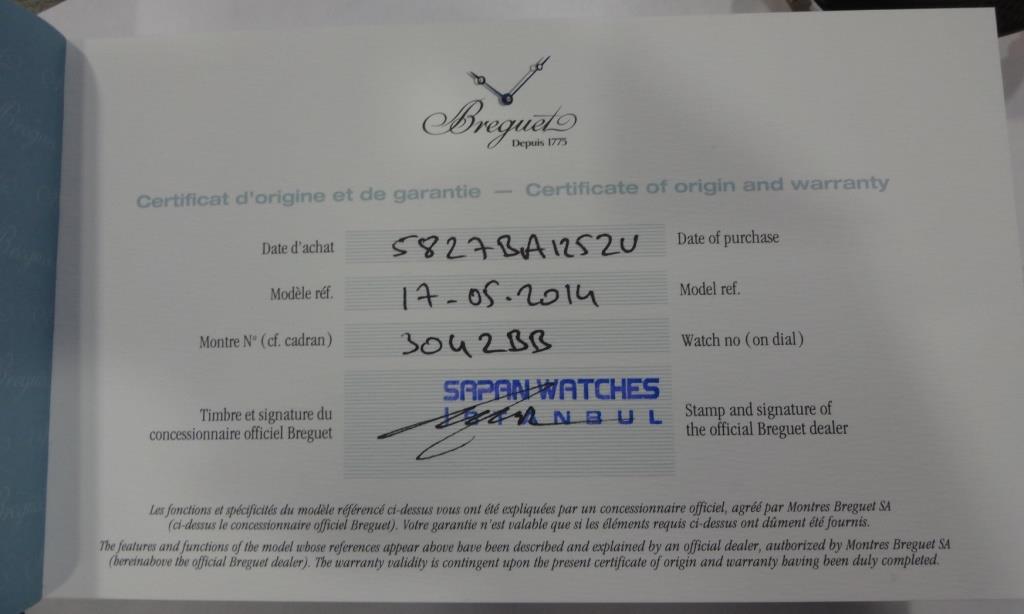 Breguet
Depuis 1775
Certificat d'origine et de garantie — Certificate of origin and warranty
Date d'achat 5827BA1252U Date of purchase
Modèle réf. 17-05.2014 Model ref.
Montre N° (cf. cadran) 3042BB Watch no (on dial)
SAPAN WATCHES
ISTANBUL
Timbre et signature du
concessionnaire officiel Breguet
Stamp and signature of
the official Breguet dealer
Les fonctions et spécificités du modèle référencé ci-dessus vous ont été expliquées par un concessionnaire officiel, agréé par Montres Breguet SA
(ci-dessus le concessionnaire officiel Breguet). Votre garantie n'est valable que si les éléments requis ci-dessus ont dûment été fournis.
The features and functions of the model whose references appear above have been described and explained by an official dealer, authorized by Montres Breguet SA
(hereinabove the official Breguet dealer). The warranty validity is contingent upon the present certificate of origin and warranty having been duly completed.